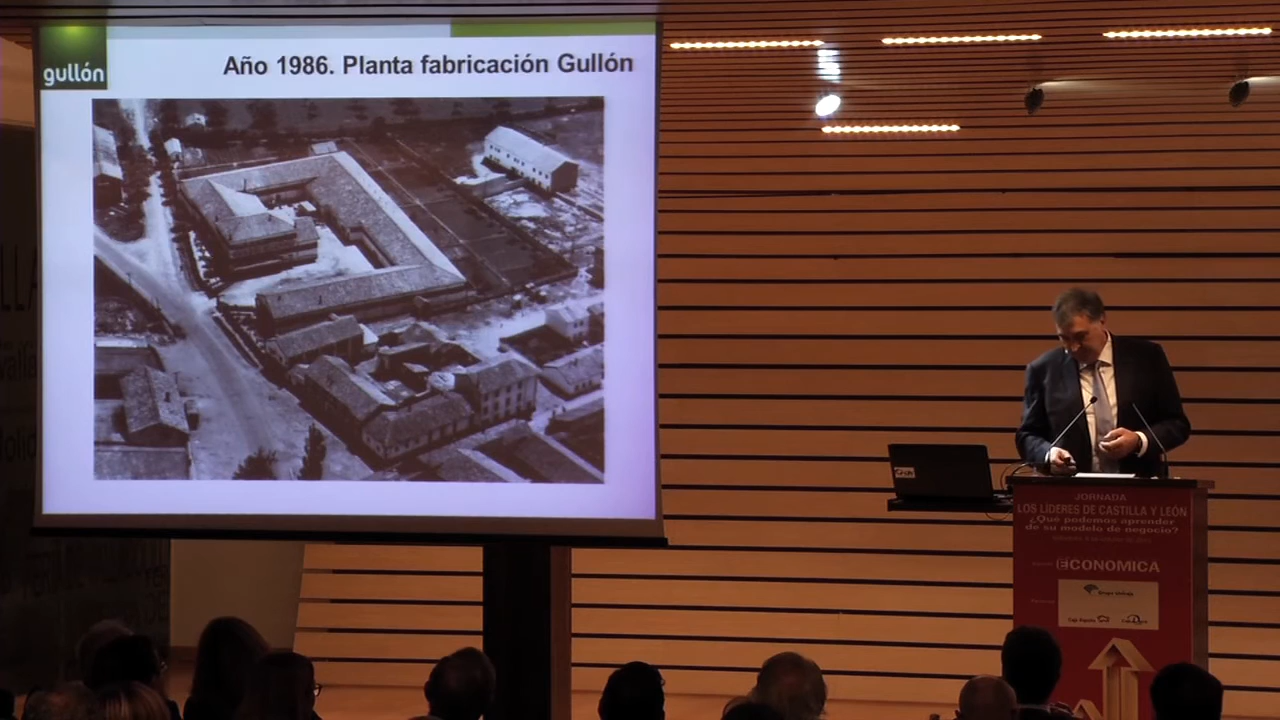 gullón
Año 1986. Planta fabricación Gullón
JORNADA
LOS LÍDERES DE CASTILLA Y LEÓN
¿Qué podemos aprender
de su modelo de negocio?
ECONOMICA